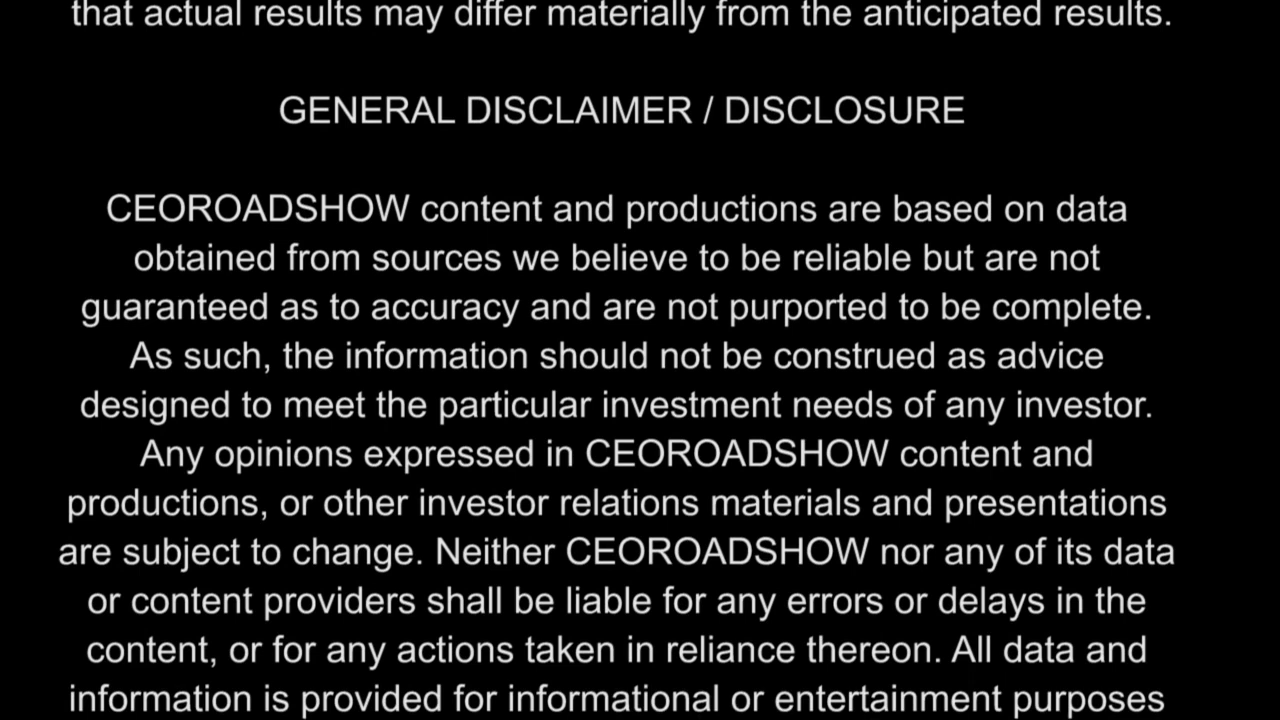 that actual results may differ materially from the anticipated results.
GENERAL DISCLAIMER / DISCLOSURE
CEOROADSHOW content and productions are based on data
obtained from sources we believe to be reliable but are not
guaranteed as to accuracy and are not purported to be complete.
As such, the information should not be construed as advice
designed to meet the particular investment needs of any investor.
Any opinions expressed in CEOROADSHOW content and
productions, or other investor relations materials and presentations
are subject to change. Neither CEOROADSHOW nor any of its data
or content providers shall be liable for any errors or delays in the
content, or for any actions taken in reliance thereon. All data and
information is provided for informational or entertainment purposes